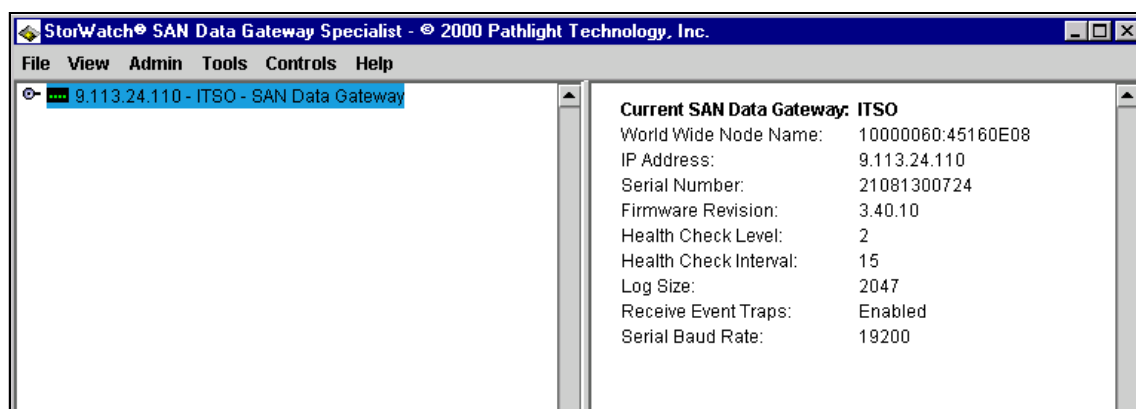 StorWatch® SAN Data Gateway Specialist - © 2000 Pathlight Technology, Inc.
File View Admin Tools Controls Help
9.113.24.110 - ITSO - SAN Data Gateway
Current SAN Data Gateway: ITSO
World Wide Node Name: 10000060:45160E08
IP Address: 9.113.24.110
Serial Number: 21081300724
Firmware Revision: 3.40.10
Health Check Level: 2
Health Check Interval: 15
Log Size: 2047
Receive Event Traps: Enabled
Serial Baud Rate: 19200